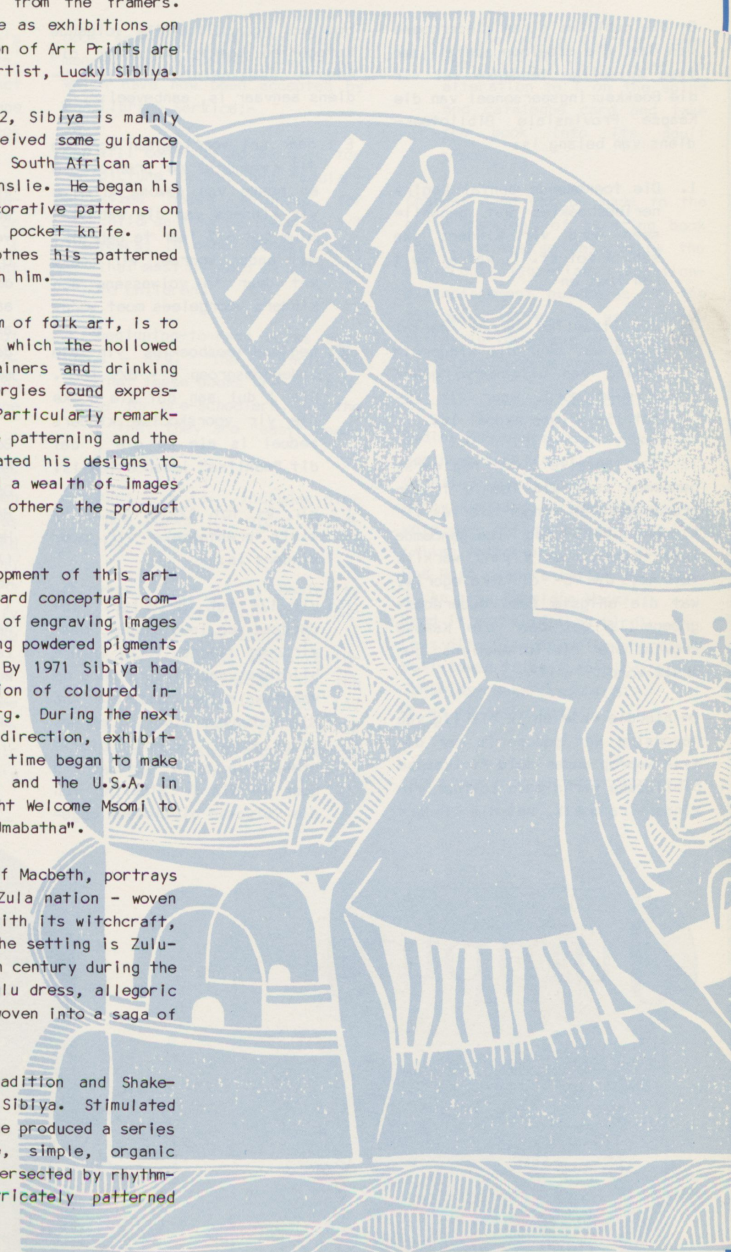 from the framers.
e as exhibitions on
n of Art Prints are
rtist, Lucky Sibiya.
2, Sibiya is mainly
eived some guidance
South African art-
nslie. He began his
corative patterns on
pocket knife. In
otnes his patterned
n him.
m of folk art, is to
which the hollowed
ainers and drinking
ergies found expres-
Particularly remark-
e patterning and the
ated his designs to
a wealth of images
others the product
opment of this art-
ard conceptual com-
of engraving images
ng powdered pigments
By 1971 Sibiya had
ion of coloured in-
rg. During the next
direction, exhibit-
time began to make
and the U.S.A. in
ht Welcome Msomi to
Umabatha".
f Macbeth, portrays
Zula nation - woven
ith its witchcraft,
he setting is Zulu-
h century during the
lu dress, allegoric
woven into a saga of
adition and Shake-
Sibiya. Stimulated
e produced a series
, simple, organic
ersected by rhythm-
ricately patterned